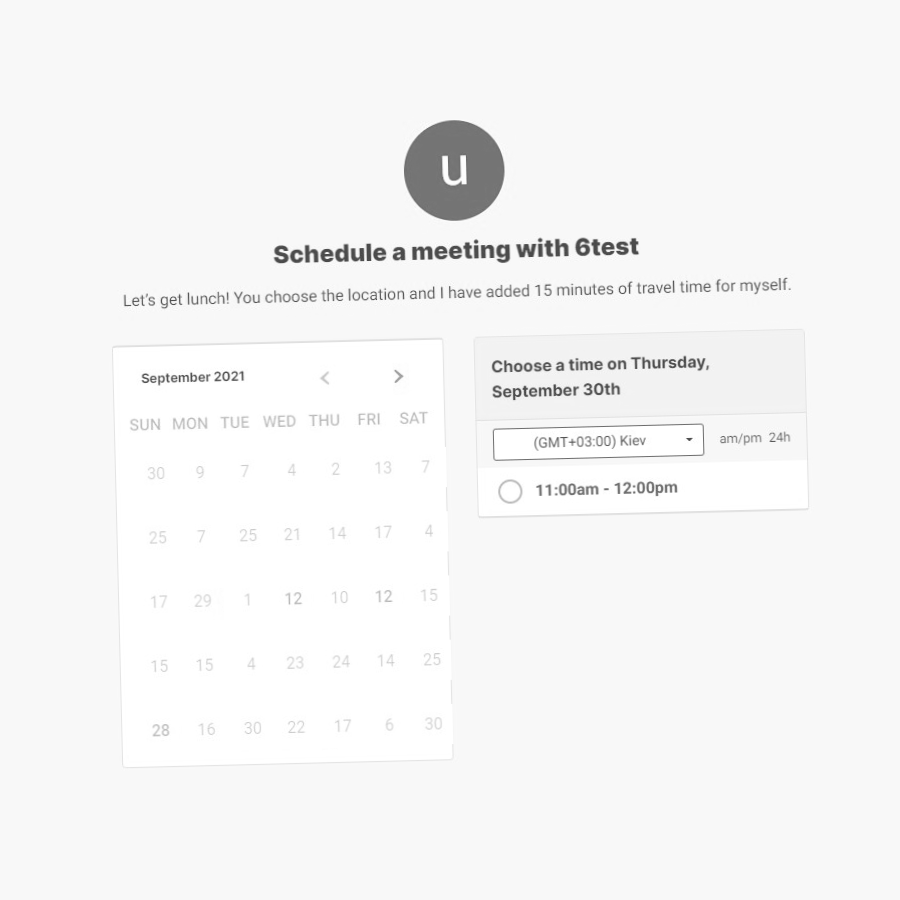 u
Schedule a meeting with 6test
Let's get lunch! You choose the location and I have added 15 minutes of travel time for myself.
September 2021
SUN MON TUE WED THU FRI SAT
30 9 7 4 2 13 7
25 7 25 21 14 17 4
17 29 1 12 10 12 15
15 15 4 23 24 14 25
28 16 30 22 17 6 30
Choose a time on Thursday,
September 30th
(GMT+03:00) Kiev am/pm 24h
11:00am - 12:00pm